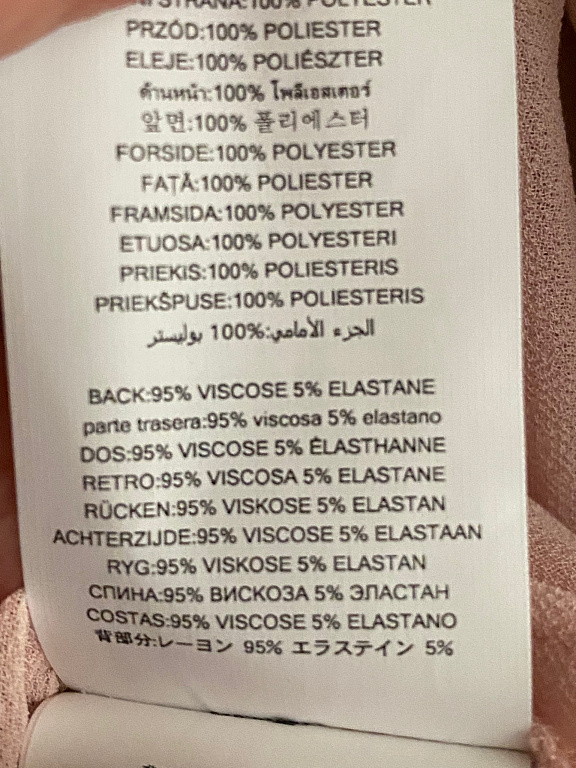 STRANA:100% POLYESTER
PRZÓD:100% POLIESTER
ELEJE:100% POLIÉSZTER
ด้านหน้า:100% โพลีเอสเตอร์
앞면:100% 폴리에스터
FORSIDE:100% POLYESTER
FAȚĂ:100% POLIESTER
FRAMSIDA:100% POLYESTER
ETUOSA:100% POLYESTERI
PRIEKIS:100% POLIESTERIS
PRIEKŠPUSE:100% POLIESTERIS
الجزء الأمامي:100% بوليستر
BACK:95% VISCOSE 5% ELASTANE
parte trasera:95% viscosa 5% elastano
DOS:95% VISCOSE 5% ÉLASTHANNE
RETRO:95% VISCOSA 5% ELASTANE
RÜCKEN:95% VISKOSE 5% ELASTAN
ACHTERZIJDE:95% VISCOSE 5% ELASTAAN
RYG:95% VISKOSE 5% ELASTAN
СПИНА:95% ВИСКОЗА 5% ЭЛАСТАН
COSTAS:95% VISCOSE 5% ELASTANO
背部分:レーヨン 95% エラステイン 5%